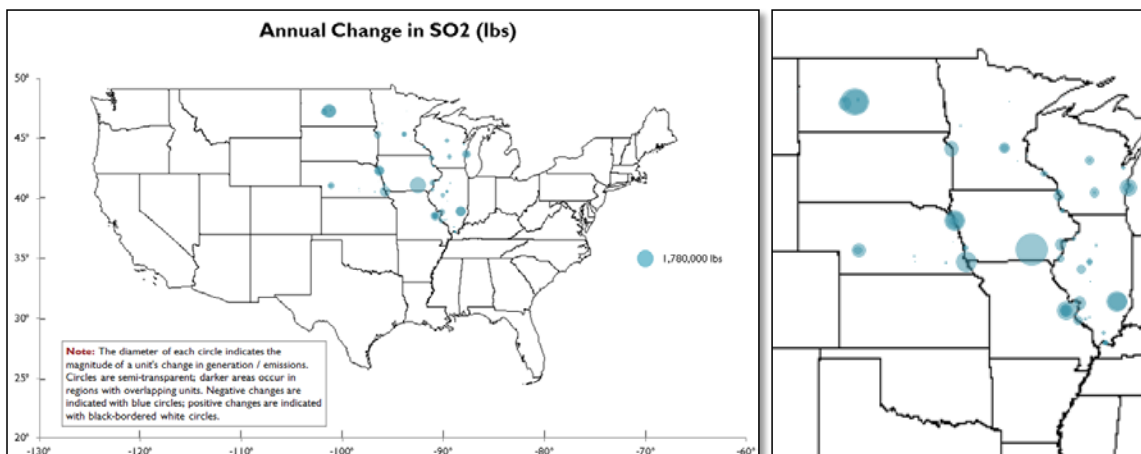 Annual Change in SO2 (lbs)
50°
45°
40°
35°
30°
25°
20°
1,780,000 lbs
Note: The diameter of each circle indicates the
magnitude of a unit's change in generation / emissions.
Circles are semi-transparent; darker areas occur in
regions with overlapping units. Negative changes are
indicated with blue circles; positive changes are indicated
with black-bordered white circles.
-130° -120° -110° -100° -90° -80° -70° -60°